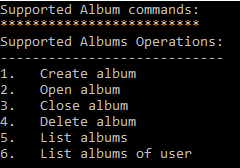 Supported Album commands:
*************************
Supported Albums Operations:
----------------------------
1.   Create album
2.   Open album
3.   Close album
4.   Delete album
5.   List albums
6.   List albums of user